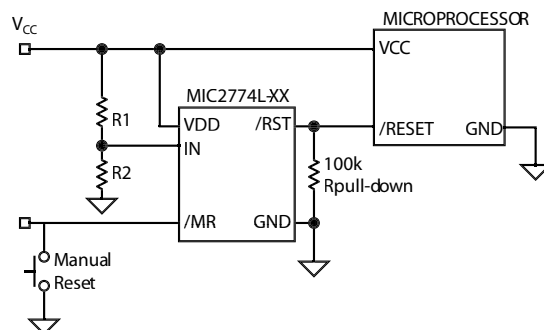 MICROPROCESSOR
VCC
VCC
MIC2774L-XX
R1
VDD
/RST
/RESET
GND
IN
R2
100k
Rpull-down
/MR
GND
Manual
Reset